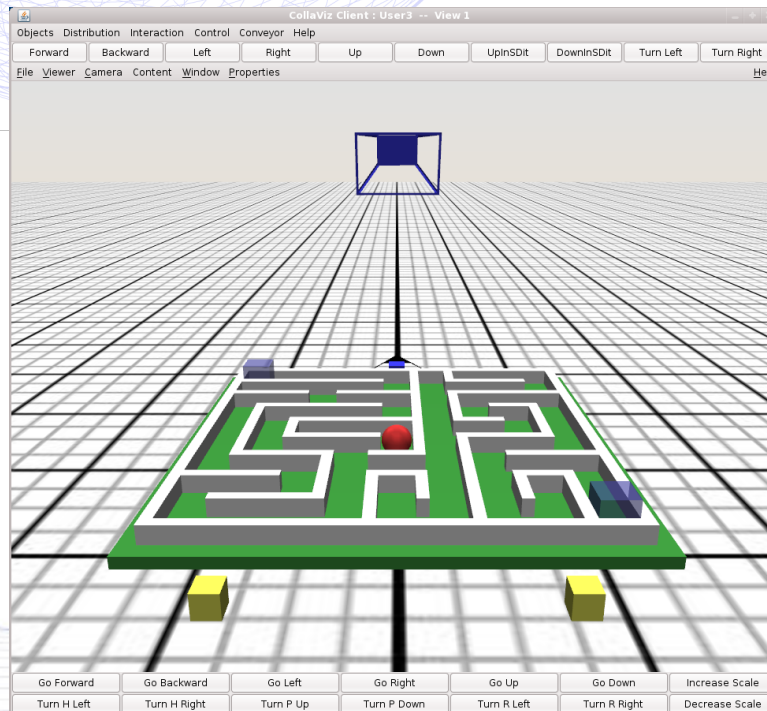 CollaViz Client : User3 -- View 1
Objects Distribution Interaction Control Conveyor Help
Forward Backward Left Right Up Down UpInSDit DownInSDit Turn Left Turn Right
File Viewer Camera Content Window Properties He
Go Forward Go Backward Go Left Go Right Go Up Go Down Increase Scale
Turn H Left Turn H Right Turn P Up Turn P Down Turn R Left Turn R Right Decrease Scale